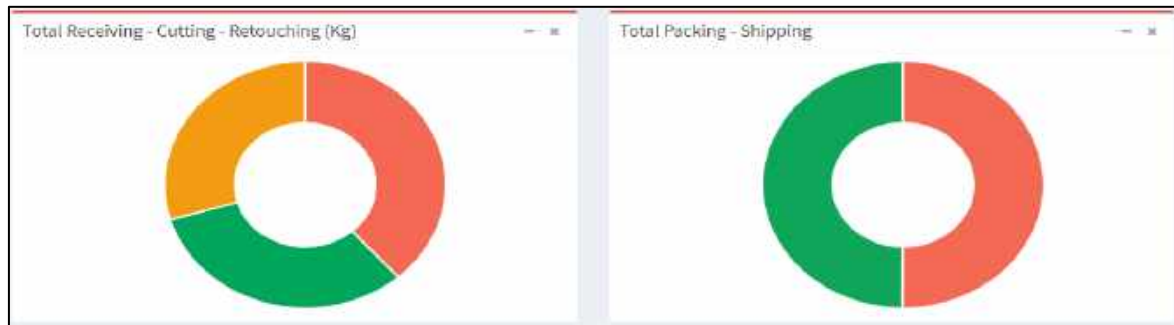 Total Receiving - Cutting - Retouching (Kg)
Total Packing - Shipping